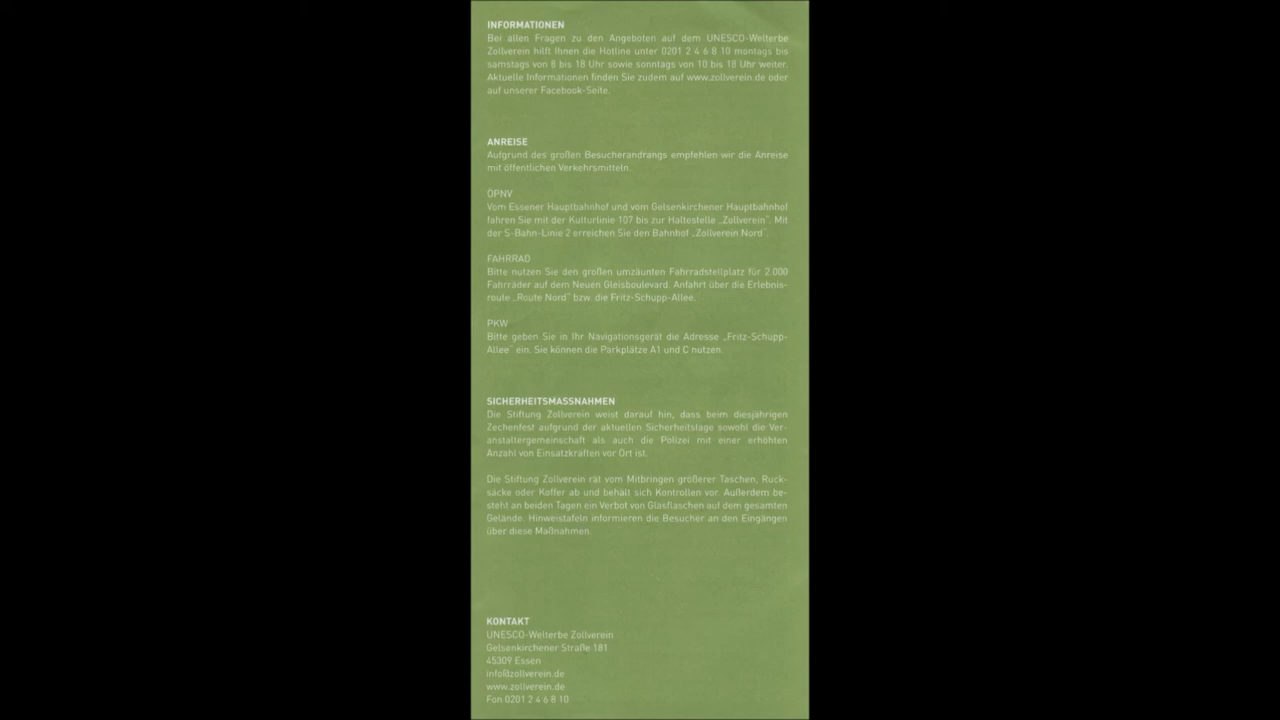 INFORMATIONEN
Bei allen Fragen zu den Angeboten auf dem UNESCO-Welterbe
Zollverein hilft Ihnen die Hotline unter 0201 2 4 6 8 10 montags bis
samstags von 8 bis 18 Uhr sowie sonntags von 10 bis 18 Uhr weiter.
Aktuelle Informationen finden Sie zudem auf www.zollverein.de oder
auf unserer Facebook-Seite.
ANREISE
Aufgrund des großen Besucherandrangs empfehlen wir die Anreise
mit öffentlichen Verkehrsmitteln.
ÖPNV
Vom Essener Hauptbahnhof und vom Gelsenkirchener Hauptbahnhof
fahren Sie mit der Kulturlinie 107 bis zur Haltestelle „Zollverein“. Mit
der S-Bahn-Linie 2 erreichen Sie den Bahnhof „Zollverein Nord“.
FAHRRAD
Bitte nutzen Sie den großen umzäunten Fahrradstellplatz für 2.000
Fahrräder auf dem Neuen Gleisboulevard. Anfahrt über die Erlebnis-
route „Route Nord“ bzw. die Fritz-Schupp-Allee.
PKW
Bitte geben Sie in Ihr Navigationsgerät die Adresse „Fritz-Schupp-
Allee“ ein. Sie können die Parkplätze A1 und C nutzen.
SICHERHEITSMASSNAHMEN
Die Stiftung Zollverein weist darauf hin, dass beim diesjährigen
Zechenfest aufgrund der aktuellen Sicherheitslage sowohl die Ver-
anstaltergemeinschaft als auch die Polizei mit einer erhöhten
Anzahl von Einsatzkräften vor Ort ist.
Die Stiftung Zollverein rät vom Mitbringen größerer Taschen, Ruck-
säcke oder Koffer ab und behält sich Kontrollen vor. Außerdem be-
steht an beiden Tagen ein Verbot von Glasflaschen auf dem gesamten
Gelände. Hinweistafeln informieren die Besucher an den Eingängen
über diese Maßnahmen.
KONTAKT
UNESCO-Welterbe Zollverein
Gelsenkirchener Straße 181
45309 Essen
info@zollverein.de
www.zollverein.de
Fon 0201 2 4 6 8 10